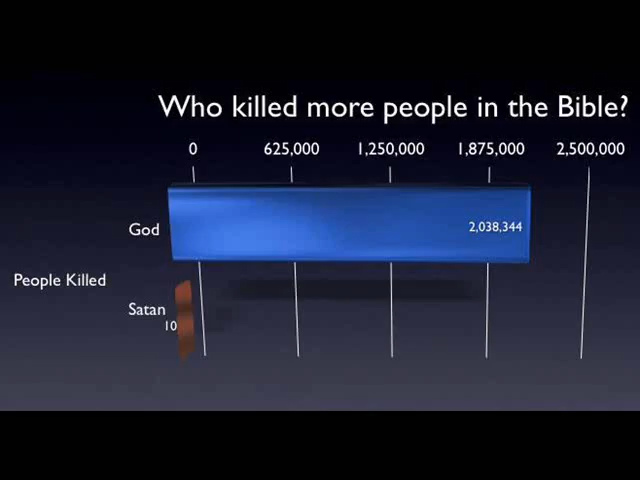 Who killed more people in the Bible?
0 625,000 1,250,000 1,875,000 2,500,000
God 2,038,344
People Killed
Satan
10